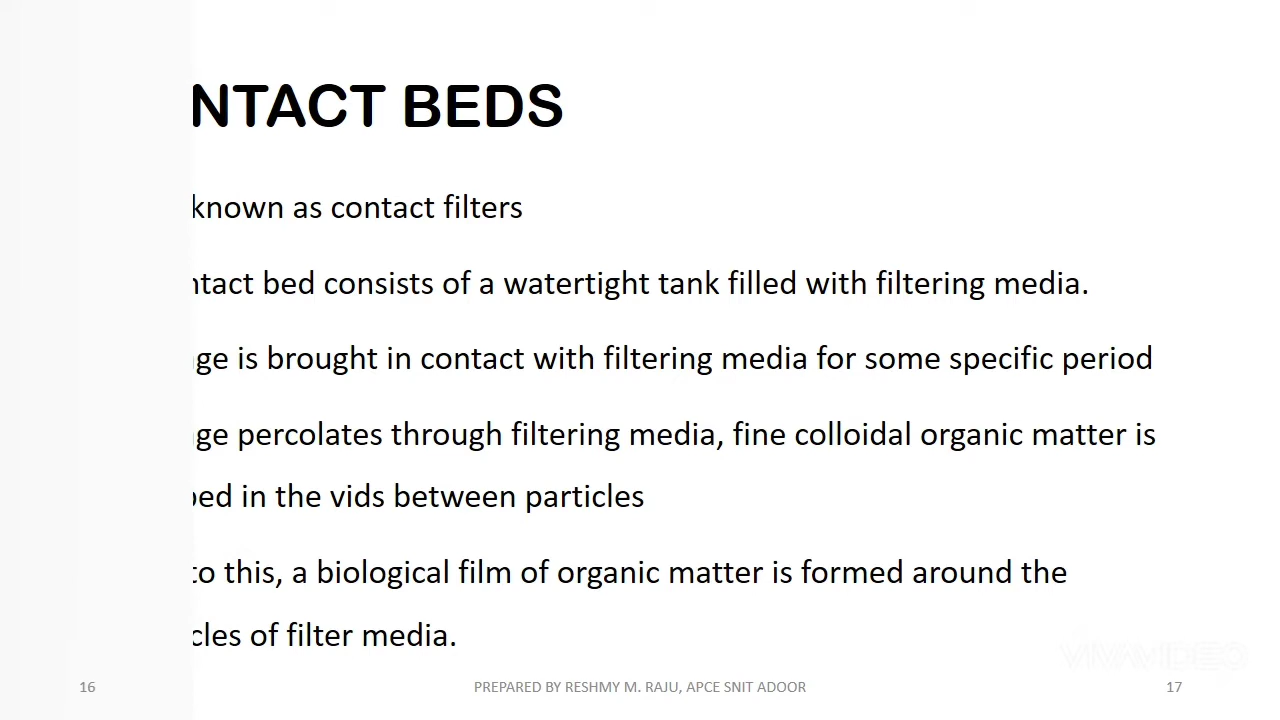 NTACT BEDS
known as contact filters
ntact bed consists of a watertight tank filled with filtering media.
ge is brought in contact with filtering media for some specific period
ge percolates through filtering media, fine colloidal organic matter is
ped in the vids between particles
to this, a biological film of organic matter is formed around the
cles of filter media.
VIVAVIDEO
16 PREPARED BY RESHMY M. RAJU, APCE SNIT ADOOR 17